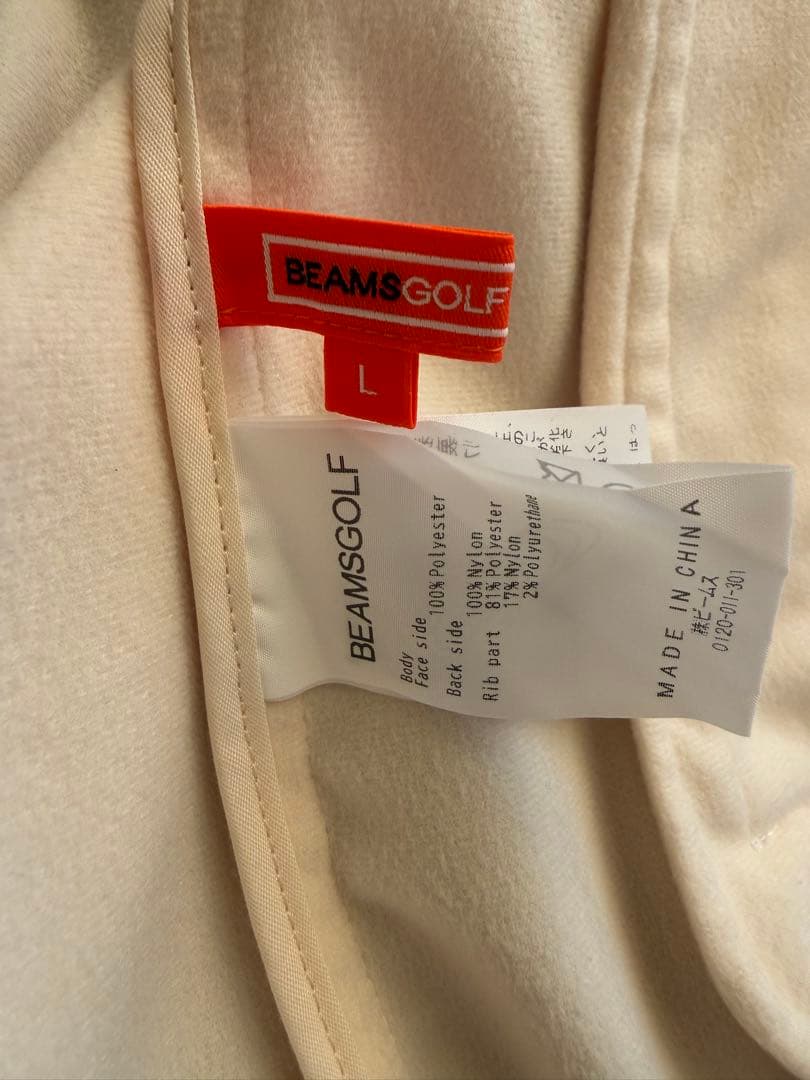 BEAMSGOLF
L
BEAMSGOLF
Body
Face side 100%Polyester
Back side 100%Nylon
Rib part 81%Polyester
17%Nylon
2%Polyurethane
MADE IN CHINA
㈱ビームス
0120-011-301